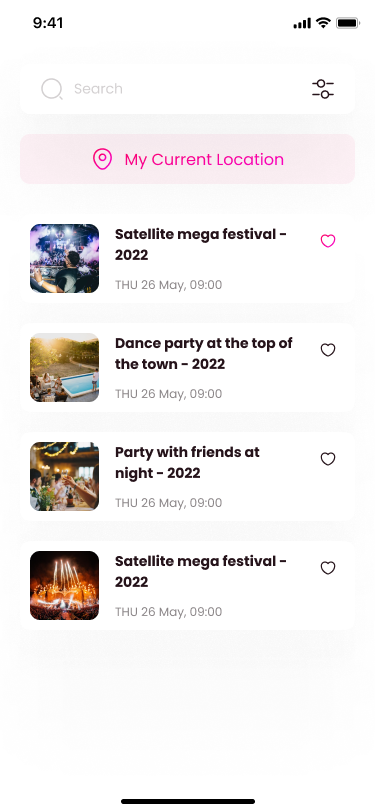 9:41
Search
My Current Location
Satellite mega festival -
2022
THU 26 May, 09:00
Dance party at the top of
the town - 2022
THU 26 May, 09:00
Party with friends at
night - 2022
THU 26 May, 09:00
Satellite mega festival -
2022
THU 26 May, 09:00